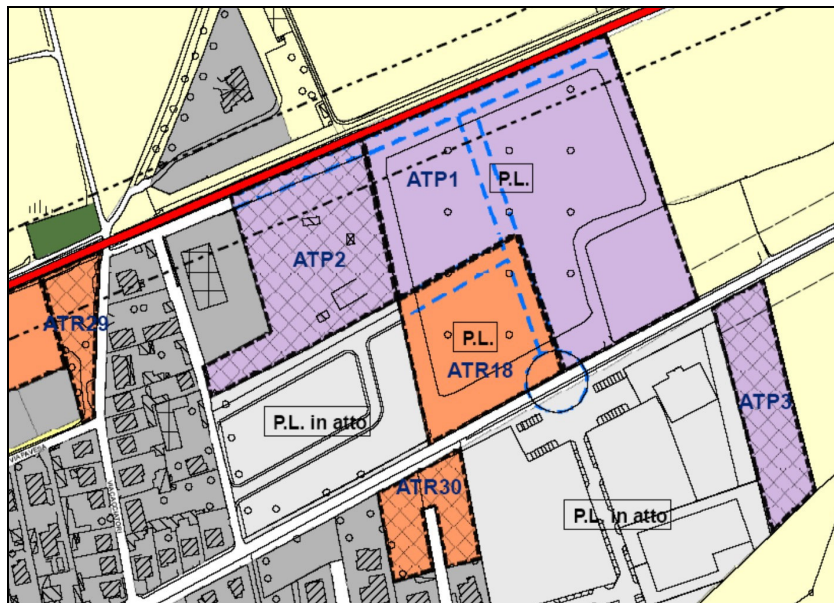 ATP1
P.L.
ATP2
ATR29
P.L.
ATR18
P.L. in atto
ATP3
ATR30
P.L. in atto